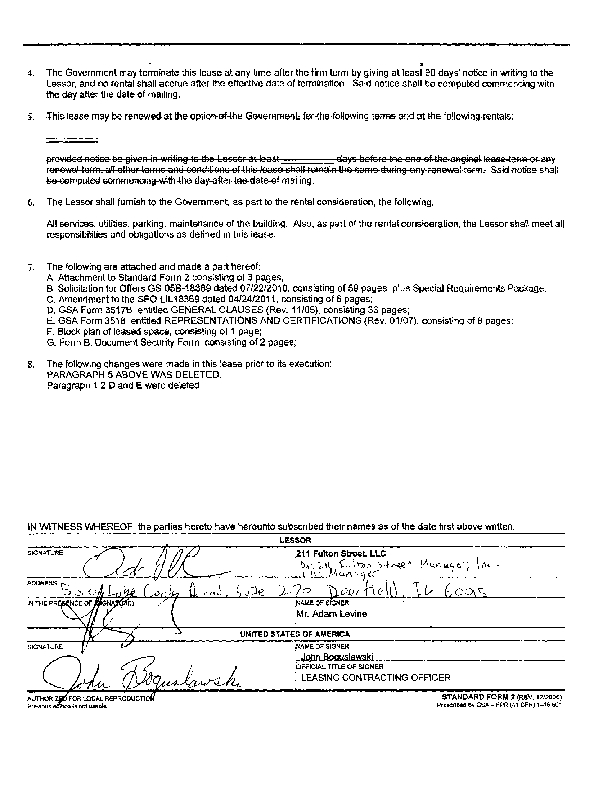 4. The Government may terminate this lease at any time after the firm term by giving at least 90 days' notice in writing to the
Lessor, and no rental shall accrue after the effective date of termination. Said notice shall be computed commencing with
the day after the date of mailing.
5. This lease may be renewed at the option of the Government for the following terms and at the following rentals:
provided notice be given in writing to the Lessor at least __________ days before the end of the original lease term or any
renewal term; all other terms and conditions of this lease shall remain the same during any renewal term. Said notice shall
be computed commencing with the day after the date of mailing.
6. The Lessor shall furnish to the Government, as part to the rental consideration, the following,
All services, utilities, parking, maintenance of the building. Also, as part of the rental consideration, the Lessor shall meet all
responsibilities and obligations as defined in this lease.
7. The following are attached and made a part hereof:
A. Attachment to Standard Form 2 consisting of 3 pages,
B. Solicitation for Offers GS 05B-18369 dated 07/22/2010, consisting of 59 pages plus Special Requirements Package.
C. Amendment to the SFO LIL18369 dated 04/24/2011, consisting of 6 pages;
D. GSA Form 3517B entitled GENERAL CLAUSES (Rev. 11/05), consisting 33 pages;
E. GSA Form 3518 entitled REPRESENTATIONS AND CERTIFICATIONS (Rev. 01/07), consisting of 8 pages;
F. Block plan of leased space, consisting of 1 page;
G. Form B. Document Security Form consisting of 2 pages;
8. The following changes were made in this lease prior to its execution:
PARAGRAPH 5 ABOVE WAS DELETED.
Paragraph 1.2 D and E were deleted
IN WITNESS WHEREOF, the parties hereto have hereunto subscribed their names as of the date first above written.
LESSOR
SIGNATURE
211 Fulton Street, LLC
Fulton Street Manager, Inc.
Manager
ADDRESS
Lake Cook Road, Suite 270 Deerfield, IL 60015
IN THE PRESENCE OF (SIGNATURE)
NAME OF SIGNER
Mr. Adam Levine
UNITED STATES OF AMERICA
SIGNATURE
John Boguslawski
NAME OF SIGNER
John Boguslawski
OFFICIAL TITLE OF SIGNER
LEASING CONTRACTING OFFICER
AUTHORIZED FOR LOCAL REPRODUCTION
Previous edition is not usable
STANDARD FORM 2 (REV. 12/2006)
Prescribed by GSA – FPR (41 CFR) 1–16.601